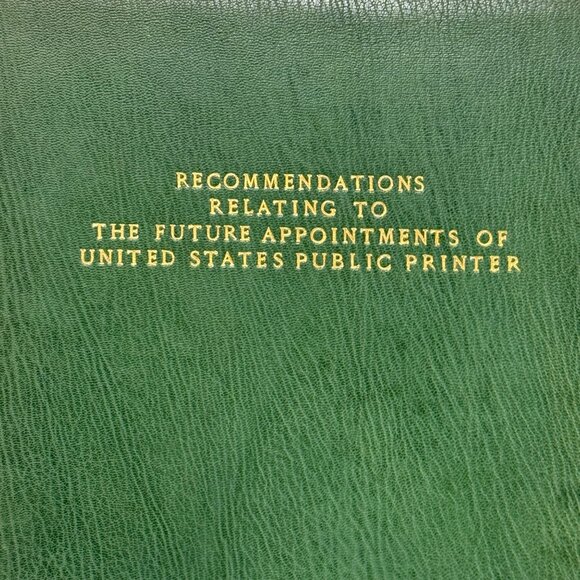 RECOMMENDATIONS
RELATING TO
THE FUTURE APPOINTMENTS OF
UNITED STATES PUBLIC PRINTER